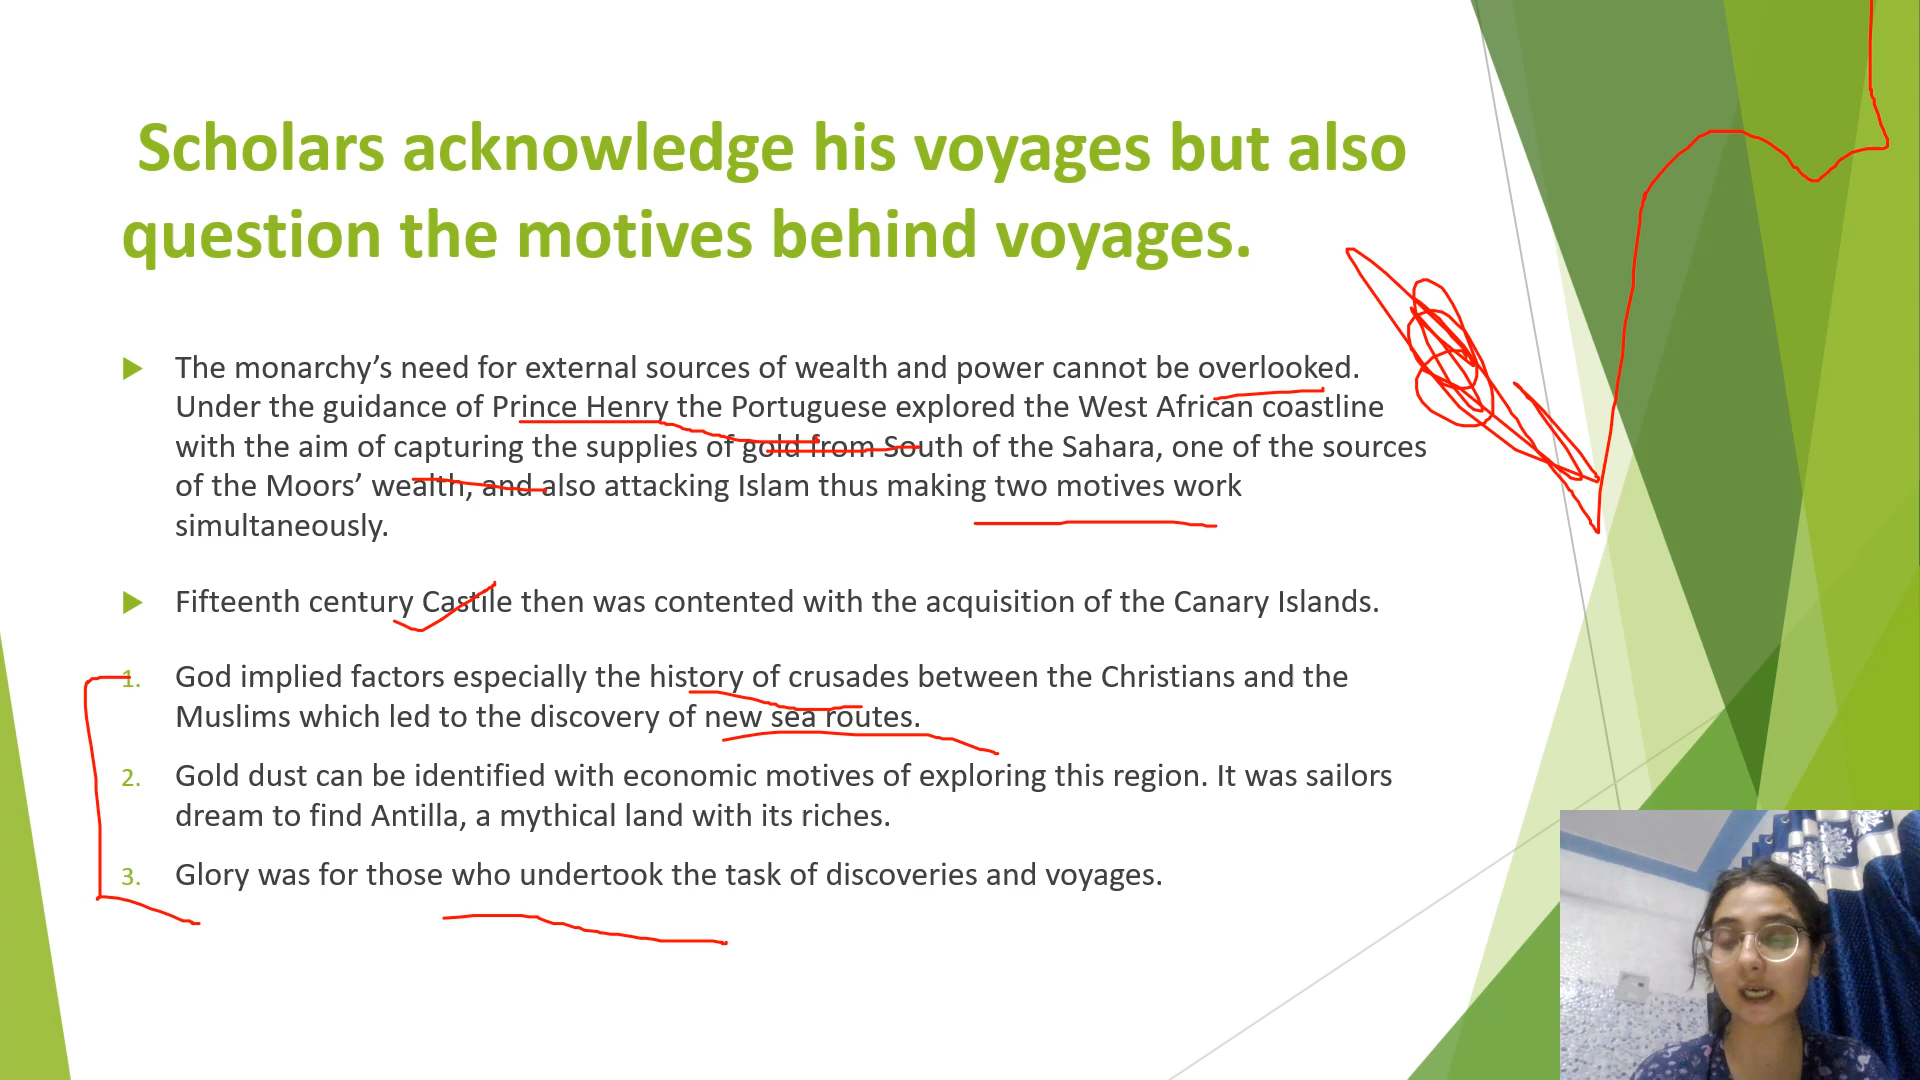 Scholars acknowledge his voyages but also
question the motives behind voyages.
The monarchy’s need for external sources of wealth and power cannot be overlooked.
Under the guidance of Prince Henry the Portuguese explored the West African coastline
with the aim of capturing the supplies of gold from South of the Sahara, one of the sources
of the Moors’ wealth, and also attacking Islam thus making two motives work
simultaneously.
Fifteenth century Castile then was contented with the acquisition of the Canary Islands.
1. God implied factors especially the history of crusades between the Christians and the
Muslims which led to the discovery of new sea routes.
2. Gold dust can be identified with economic motives of exploring this region. It was sailors
dream to find Antilla, a mythical land with its riches.
3. Glory was for those who undertook the task of discoveries and voyages.